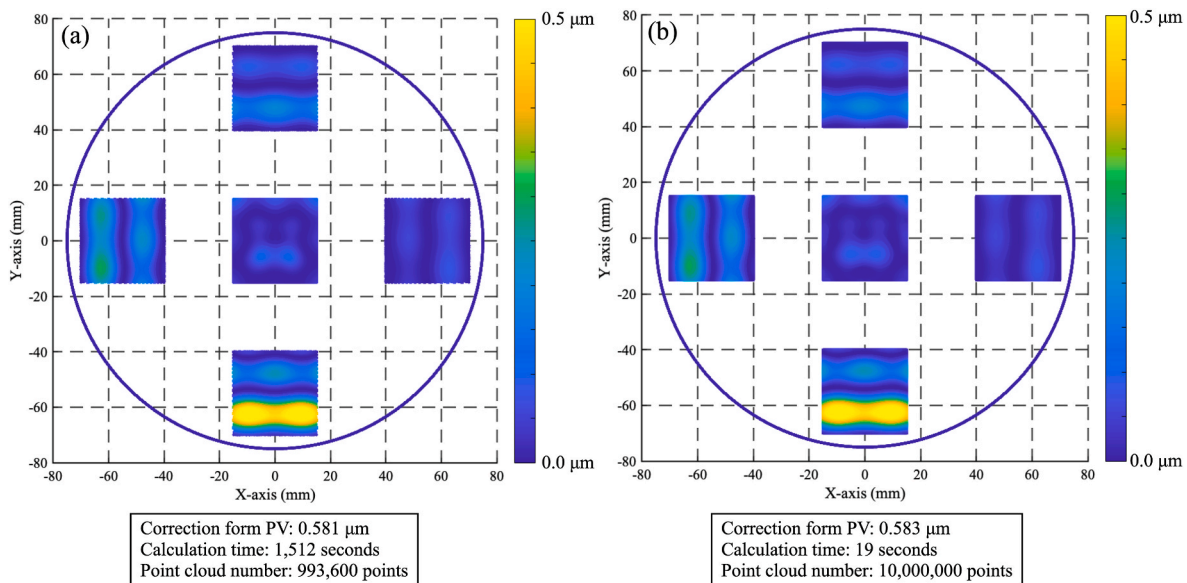 (a)
0.5 μm
80
60
40
20
0
-20
-40
-60
-80
Y-axis (mm)
-80 -60 -40 -20 0 20 40 60 80
X-axis (mm)
0.0 μm
Correction form PV: 0.581 μm
Calculation time: 1,512 seconds
Point cloud number: 993,600 points
(b)
0.5 μm
80
60
40
20
0
-20
-40
-60
-80
Y-axis (mm)
-80 -60 -40 -20 0 20 40 60 80
X-axis (mm)
0.0 μm
Correction form PV: 0.583 μm
Calculation time: 19 seconds
Point cloud number: 10,000,000 points